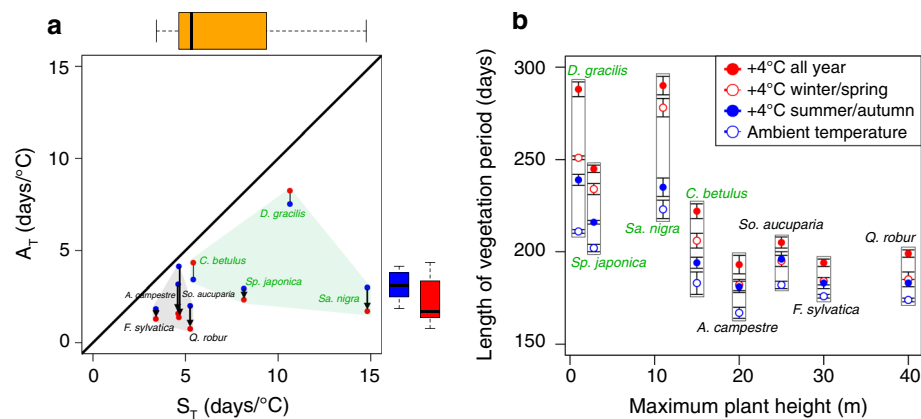 a
15
10
5
0
0
5
10
15
A_T (days/°C)
S_T (days/°C)
D. gracilis
C. betulus
A. campestre
So. aucuparia
Sp. japonica
Sa. nigra
F. sylvatica
Q. robur
b
300
250
200
150
0
10
20
30
40
Length of vegetation period (days)
Maximum plant height (m)
D. gracilis
+4°C all year
+4°C winter/spring
+4°C summer/autumn
Ambient temperature
C. betulus
Sa. nigra
So. aucuparia
Sp. japonica
Q. robur
F. sylvatica
A. campestre